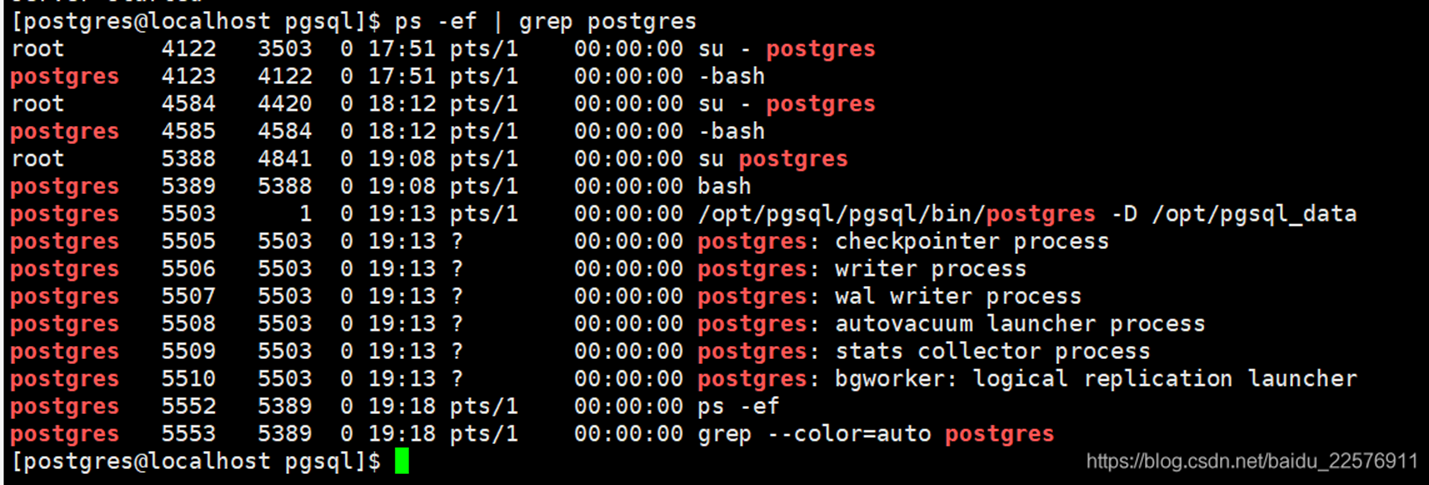 [postgres@localhost pgsql]$ ps -ef | grep postgres
root 4122 3503 0 17:51 pts/1 00:00:00 su - postgres
postgres 4123 4122 0 17:51 pts/1 00:00:00 -bash
root 4584 4420 0 18:12 pts/1 00:00:00 su - postgres
postgres 4585 4584 0 18:12 pts/1 00:00:00 -bash
root 5388 4841 0 19:08 pts/1 00:00:00 su postgres
postgres 5389 5388 0 19:08 pts/1 00:00:00 bash
postgres 5503 1 0 19:13 pts/1 00:00:00 /opt/pgsql/pgsql/bin/postgres -D /opt/pgsql_data
postgres 5505 5503 0 19:13 ? 00:00:00 postgres: checkpointer process
postgres 5506 5503 0 19:13 ? 00:00:00 postgres: writer process
postgres 5507 5503 0 19:13 ? 00:00:00 postgres: wal writer process
postgres 5508 5503 0 19:13 ? 00:00:00 postgres: autovacuum launcher process
postgres 5509 5503 0 19:13 ? 00:00:00 postgres: stats collector process
postgres 5510 5503 0 19:13 ? 00:00:00 postgres: bgworker: logical replication launcher
postgres 5552 5389 0 19:18 pts/1 00:00:00 ps -ef
postgres 5553 5389 0 19:18 pts/1 00:00:00 grep --color=auto postgres
[postgres@localhost pgsql]$
https://blog.csdn.net/baidu_22576911